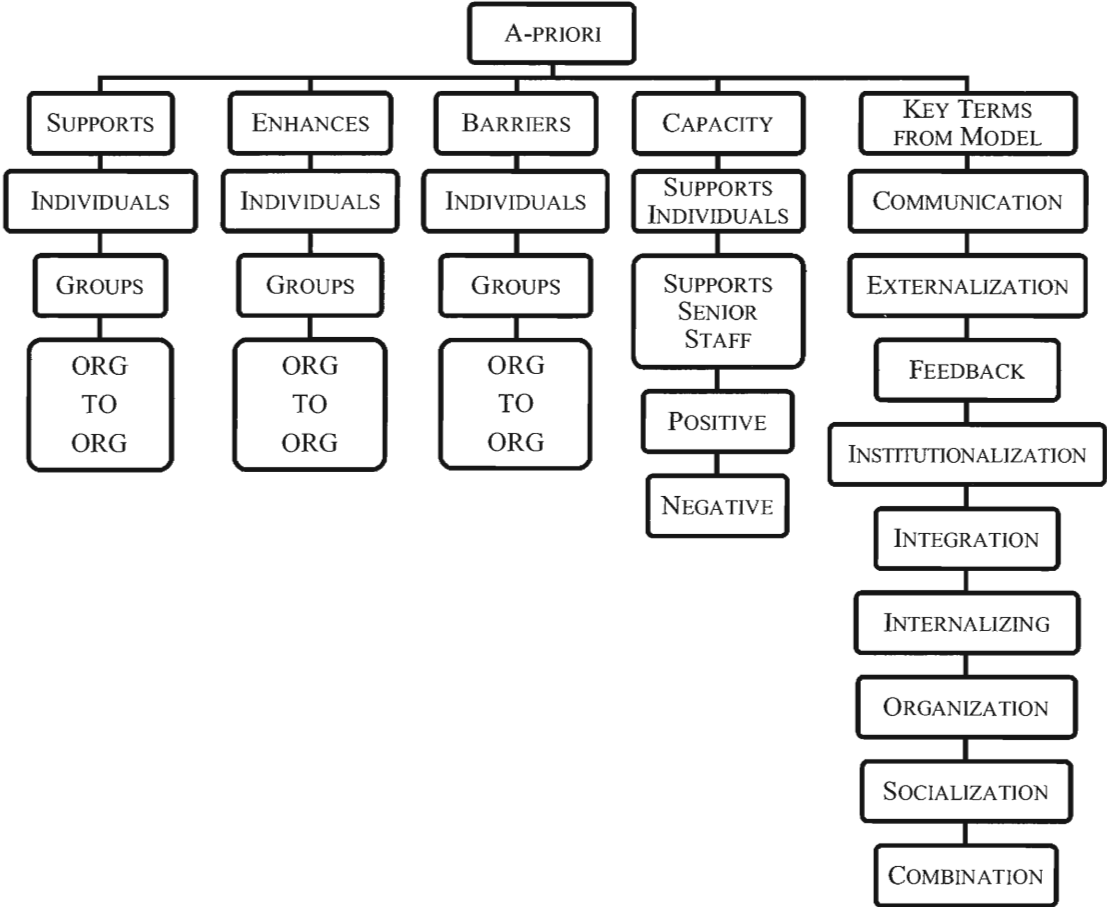 A-PRIORI
SUPPORTS
INDIVIDUALS
GROUPS
ORG
TO
ORG
ENHANCES
INDIVIDUALS
GROUPS
ORG
TO
ORG
BARRIERS
INDIVIDUALS
GROUPS
ORG
TO
ORG
CAPACITY
SUPPORTS
INDIVIDUALS
SUPPORTS
SENIOR
STAFF
POSITIVE
NEGATIVE
KEY TERMS
FROM MODEL
COMMUNICATION
EXTERNALIZATION
FEEDBACK
INSTITUTIONALIZATION
INTEGRATION
INTERNALIZING
ORGANIZATION
SOCIALIZATION
COMBINATION